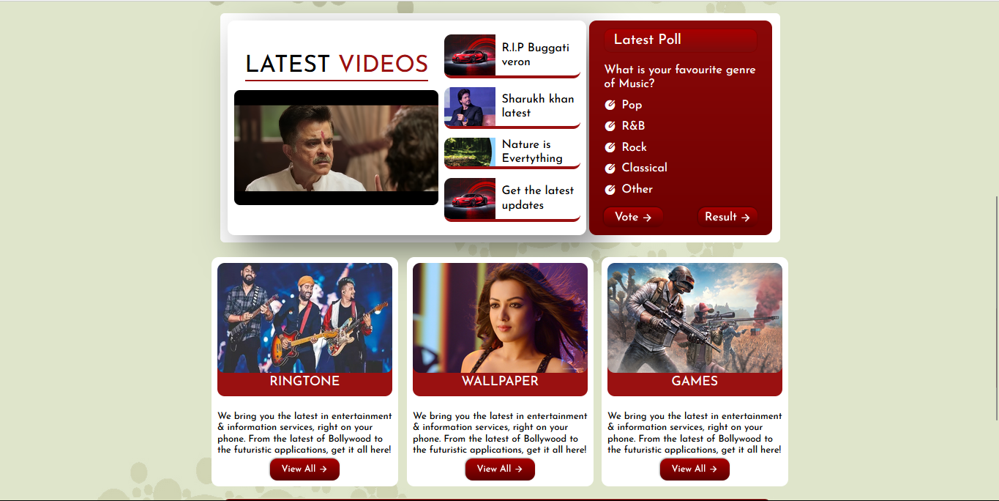 LATEST VIDEOS
R.I.P Buggati
veron
Sharukh khan
latest
Nature is
Evertything
Get the latest
updates
Latest Poll
What is your favourite genre
of Music?
Pop
R&B
Rock
Classical
Other
Vote →
Result →
RINGTONE
We bring you the latest in entertainment
& information services, right on your
phone. From the latest of Bollywood to
the futuristic applications, get it all here!
View All →
WALLPAPER
We bring you the latest in entertainment
& information services, right on your
phone. From the latest of Bollywood to
the futuristic applications, get it all here!
View All →
GAMES
We bring you the latest in entertainment
& information services, right on your
phone. From the latest of Bollywood to
the futuristic applications, get it all here!
View All →